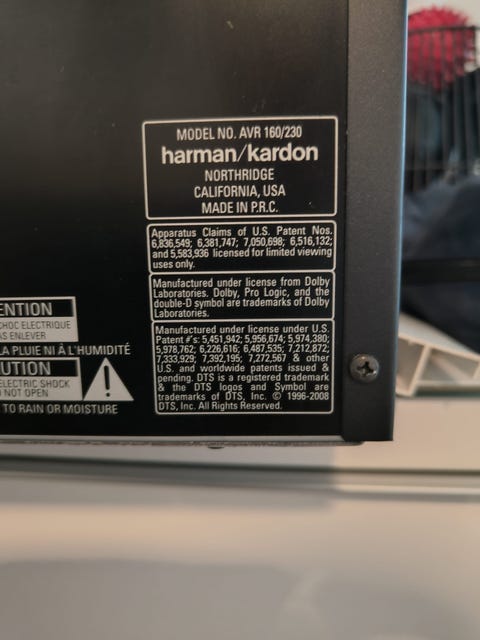 MODEL NO. AVR 160/230
harman/kardon
NORTHRIDGE
CALIFORNIA, USA
MADE IN P.R.C.
Apparatus Claims of U.S. Patent Nos.
6,836,549; 6,381,747; 7,050,698; 6,516,132;
and 5,583,936 licensed for limited viewing
uses only.
Manufactured under license from Dolby
Laboratories. Dolby, Pro Logic, and the
double-D symbol are trademarks of Dolby
Laboratories.
Manufactured under license under U.S.
Patent #'s: 5,451,942; 5,956,674; 5,974,380;
5,978,762; 6,226,616; 6,487,535; 7,212,872;
7,333,929; 7,392,195; 7,272,567 & other
U.S. and worldwide patents issued &
pending. DTS is a registered trademark
& the DTS logos and Symbol are
trademarks of DTS, Inc. © 1996-2008
DTS, Inc. All Rights Reserved.
ENTION
CHOC ELECTRIQUE
AS ENLEVER
LA PLUIE NI À L'HUMIDITÉ
UTION
ELECTRIC SHOCK
O NOT OPEN
TO RAIN OR MOISTURE